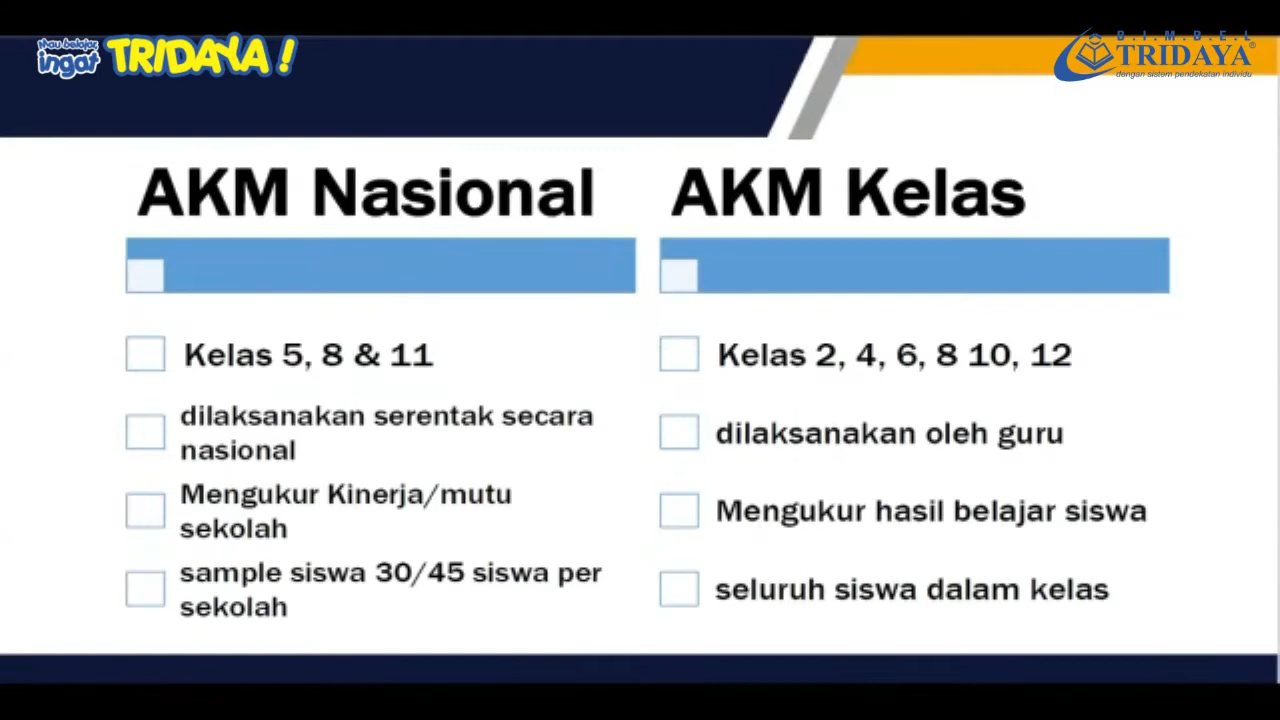 Mau belajar,
ingat TRIDAYA !
B.I.M.B.E.L
TRIDAYA®
dengan sistem pendekatan individu
AKM Nasional
Kelas 5, 8 & 11
dilaksanakan serentak secara
nasional
Mengukur Kinerja/mutu
sekolah
sample siswa 30/45 siswa per
sekolah
AKM Kelas
Kelas 2, 4, 6, 8 10, 12
dilaksanakan oleh guru
Mengukur hasil belajar siswa
seluruh siswa dalam kelas